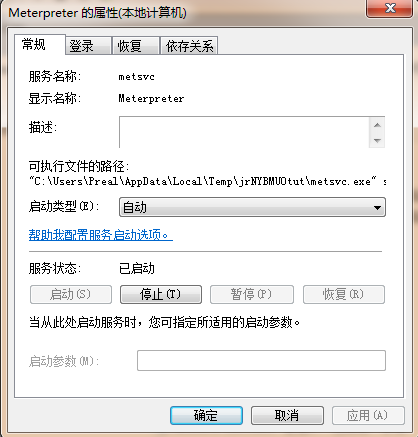 Meterpreter 的属性(本地计算机)
常规 登录 恢复 依存关系
服务名称: metsvc
显示名称: Meterpreter
描述:
可执行文件的路径:
"C:\Users\Preal\AppData\Local\Temp\jrNYBMUOtut\metsvc.exe" s
启动类型(E): 自动
帮助我配置服务启动选项。
服务状态: 已启动
启动(S) 停止(T) 暂停(P) 恢复(R)
当从此处启动服务时，您可指定所适用的启动参数。
启动参数(M):
确定 取消 应用(A)